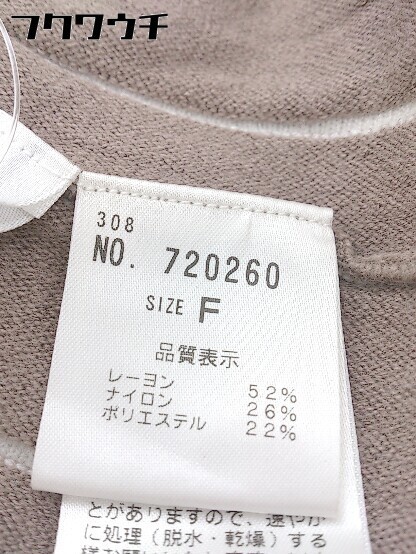 フクワウチ
308
NO. 720260
SIZE F
品質表示
レーヨン 52%
ナイロン 26%
ポリエステル 22%
とがありますので、速やか
に処理(脱水・乾燥)する